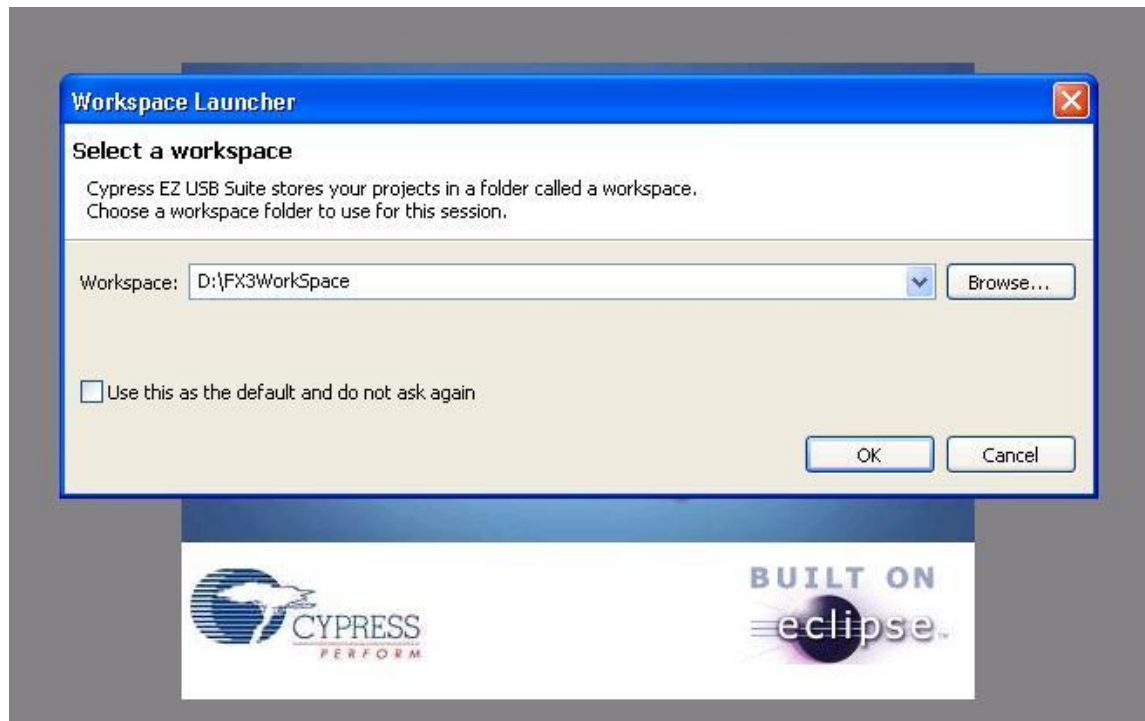 Workspace Launcher
Select a workspace
Cypress EZ USB Suite stores your projects in a folder called a workspace.
Choose a workspace folder to use for this session.
Workspace: D:\FX3WorkSpace Browse...
Use this as the default and do not ask again
OK Cancel
BUILT ON
CYPRESS
PERFORM
eclipse™